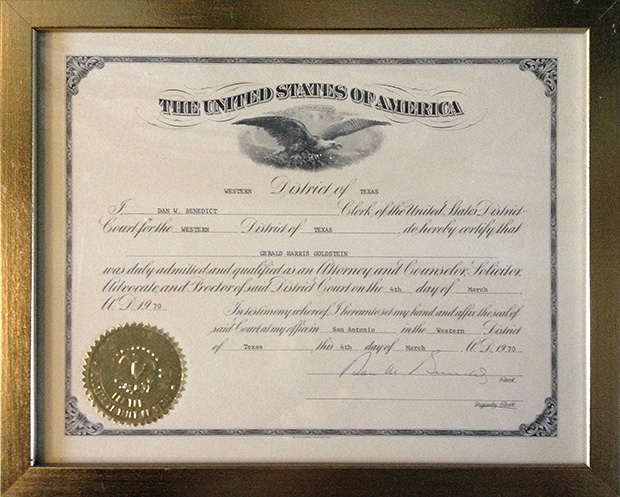 THE UNITED STATES OF AMERICA
WESTERN District of TEXAS
I, DAN W. BENEDICT, Clerk of the United States District
Court for the WESTERN District of TEXAS, do hereby certify that
GERALD HARRIS GOLDSTEIN
was duly admitted and qualified as an Attorney and Counselor, Solicitor,
Advocate, and Proctor of said District Court on the 4th day of March,
A.D. 1970
In testimony whereof, I hereunto set my hand and affix the seal of
said Court at my office in San Antonio in the Western District
of Texas, this 4th day of March A.D. 1970
Dan W. Benedict
Clerk
Deputy Clerk